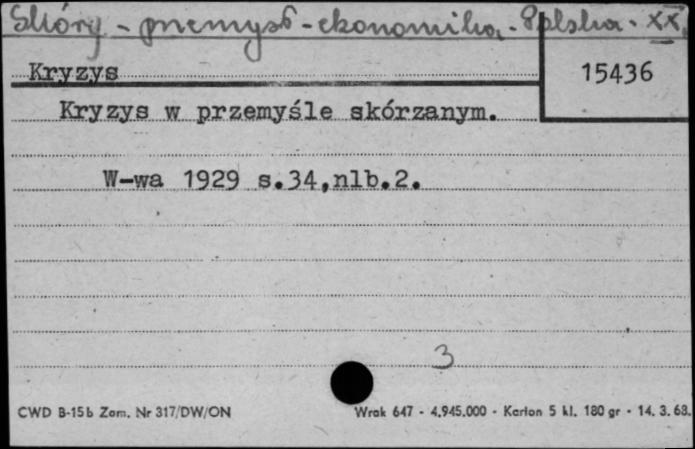 Skóry - przemysł - ekonomika - Polska - XX
Kryzys
15436
Kryzys w przemyśle skórzanym.
W-wa 1929 s.34,nlb.2.
3
CWD B-15b Zam. Nr 317/DW/ON
Wrak 647 - 4.945.000 - Karton 5 kl. 180 gr - 14. 3. 63.